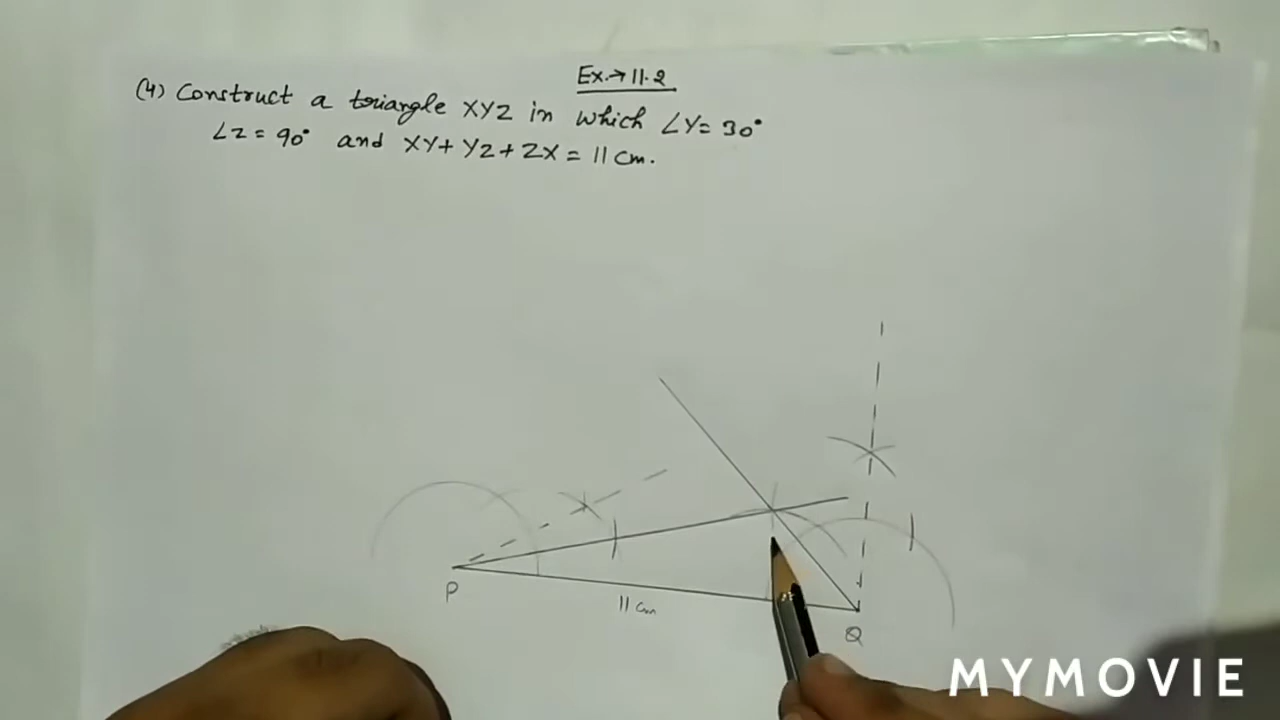 Ex.→ 11.2
(4) Construct a triangle XYZ in which ∠Y= 30°
∠Z= 90° and XY+YZ+ZX = 11 cm.
P
11 cm
Q
MYMOVIE